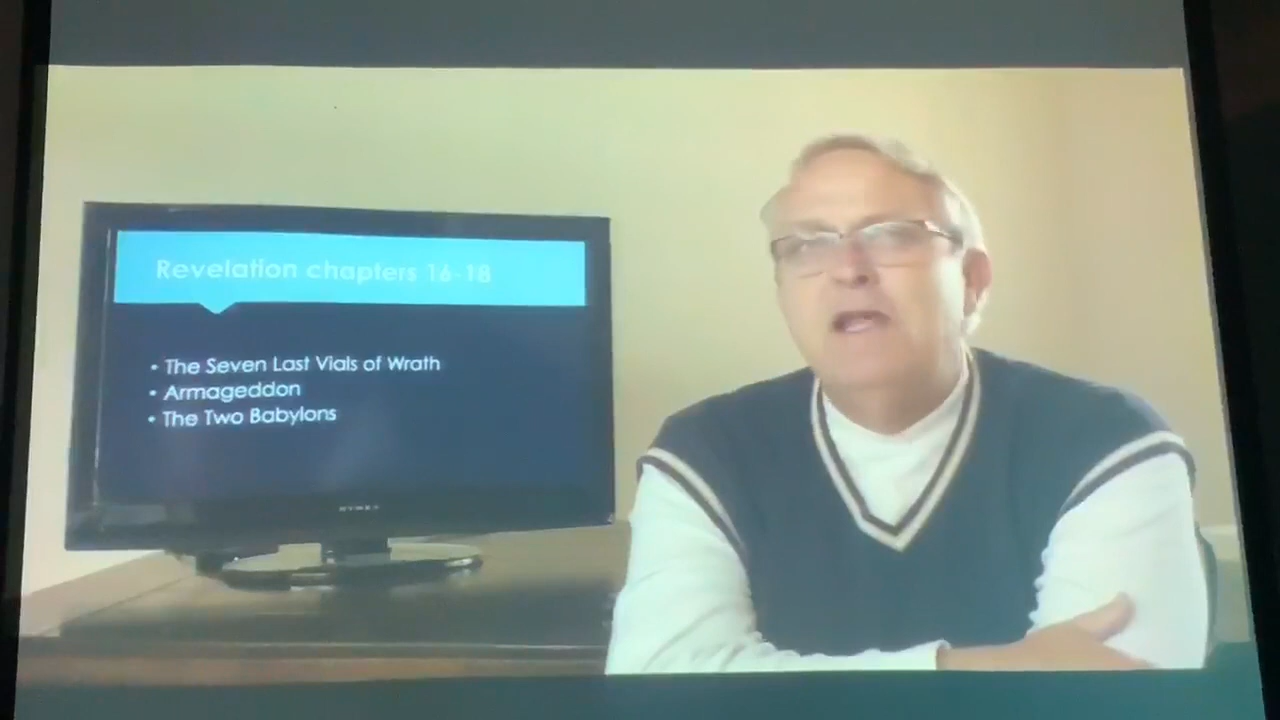 Revelation chapters 16-18
• The Seven Last Vials of Wrath
• Armageddon
• The Two Babylons